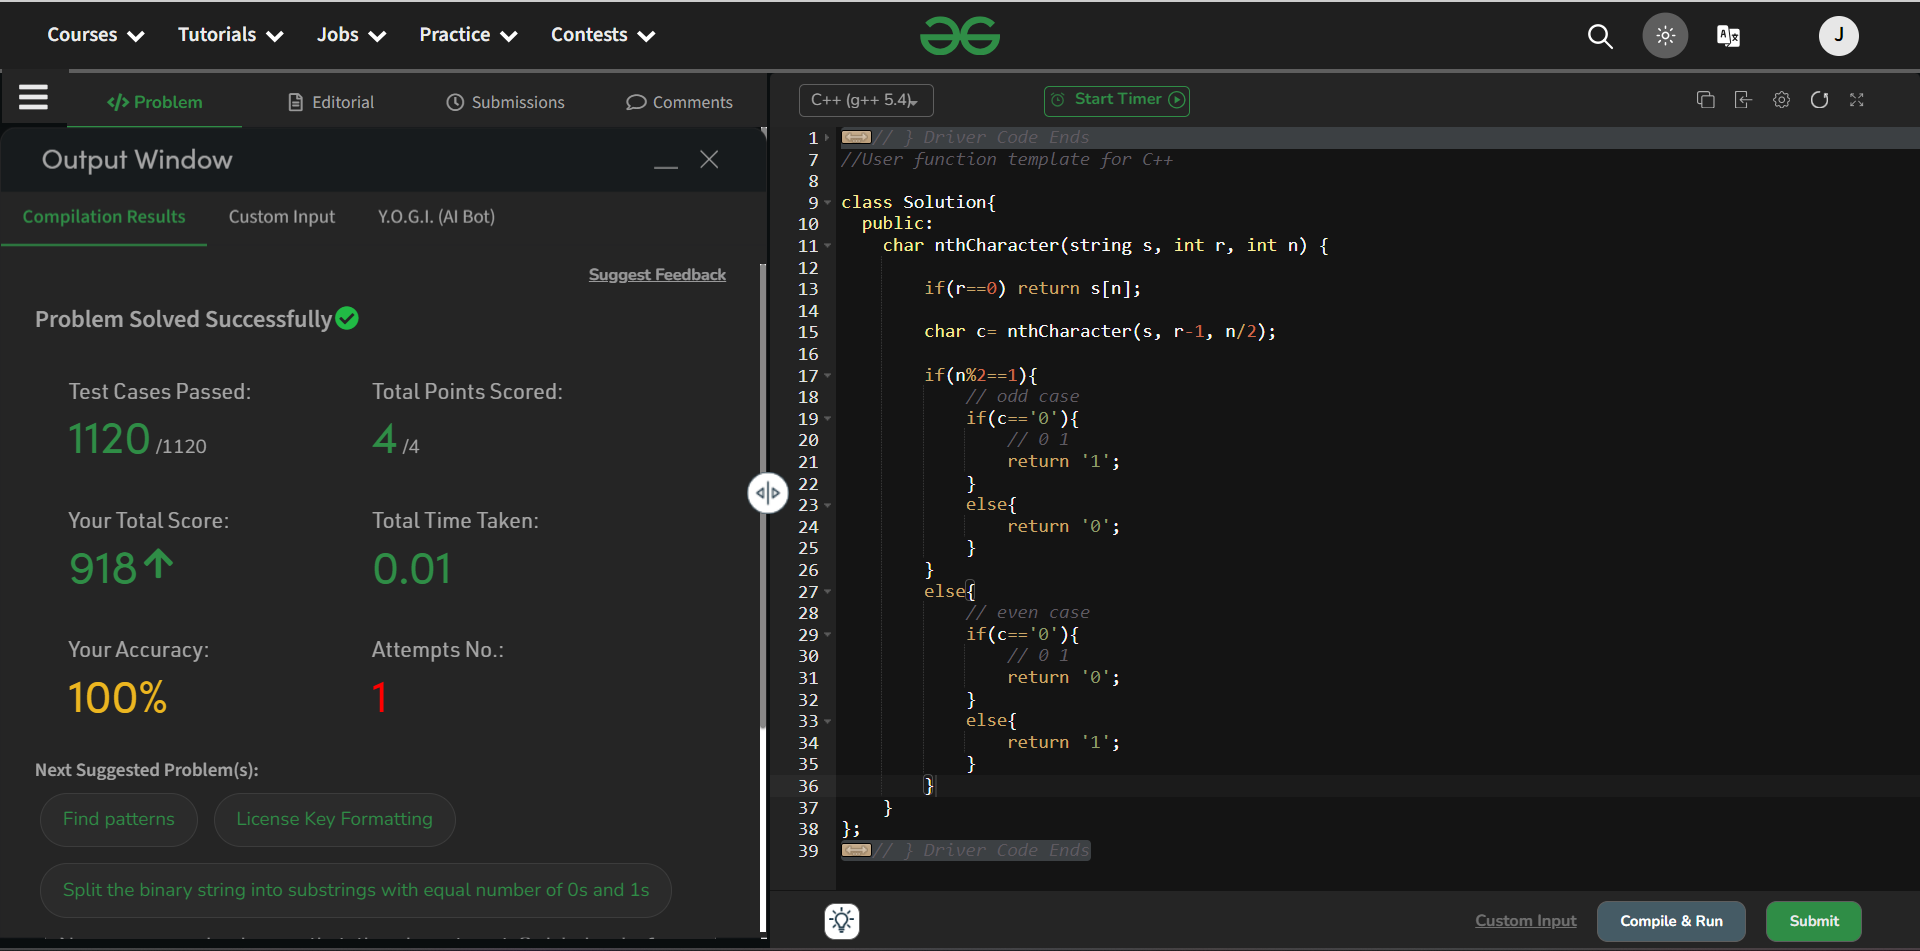 Courses Tutorials Jobs Practice Contests
J
Problem Editorial Submissions Comments
Output Window
Compilation Results Custom Input Y.O.G.I. (AI Bot)
Suggest Feedback
Problem Solved Successfully
Test Cases Passed: Total Points Scored:
1120 /1120 4 /4
Your Total Score: Total Time Taken:
918 0.01
Your Accuracy: Attempts No.:
100% 1
Next Suggested Problem(s):
Find patterns License Key Formatting
Split the binary string into substrings with equal number of 0s and 1s
C++ (g++ 5.4) Start Timer
1 // } Driver Code Ends
7 //User function template for C++
8
9 class Solution{
10 public:
11 char nthCharacter(string s, int r, int n) {
12
13 if(r==0) return s[n];
14
15 char c= nthCharacter(s, r-1, n/2);
16
17 if(n%2==1){
18 // odd case
19 if(c=='0'){
20 // 0 1
21 return '1';
22 }
23 else{
24 return '0';
25 }
26 }
27 else{
28 // even case
29 if(c=='0'){
30 // 0 1
31 return '0';
32 }
33 else{
34 return '1';
35 }
36 }
37 }
38 };
39 // } Driver Code Ends
Custom Input Compile & Run Submit